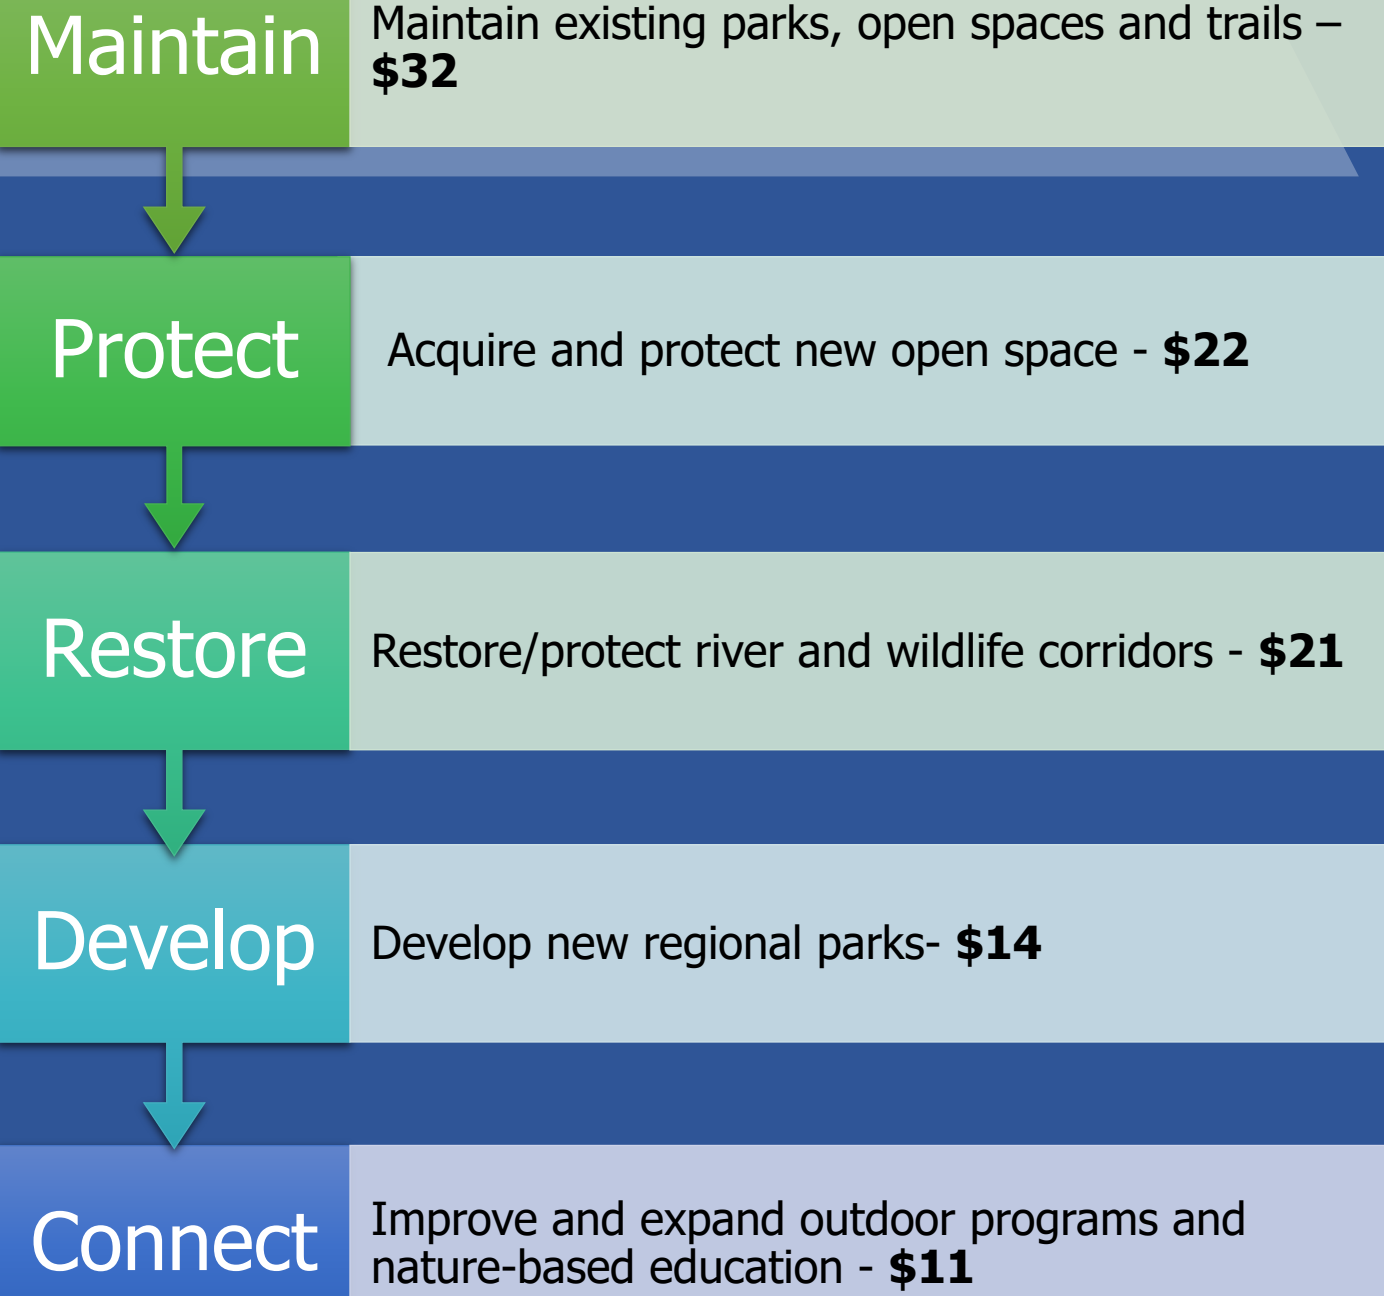 Maintain
Maintain existing parks, open spaces and trails –
$32
Protect
Acquire and protect new open space - $22
Restore
Restore/protect river and wildlife corridors - $21
Develop
Develop new regional parks- $14
Connect
Improve and expand outdoor programs and
nature-based education - $11